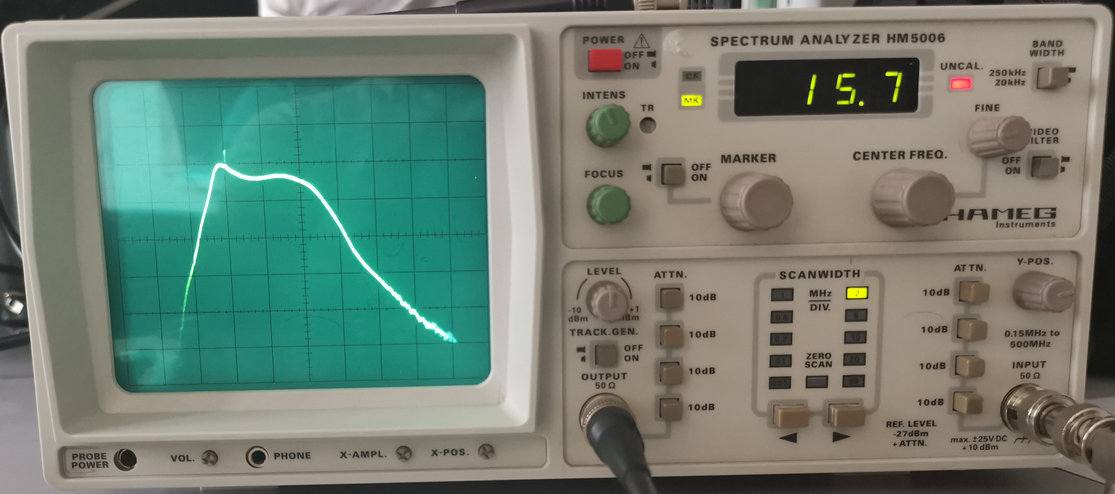 POWER
OFF
ON
SPECTRUM ANALYZER HM5006
BAND
WIDTH
CF
MK
15.7
UNCAL.
250kHz
20kHz
INTENS
TR
FINE
VIDEO
FILTER
OFF
ON
OFF
ON
MARKER
CENTER FREQ.
FOCUS
HAMEG
Instruments
LEVEL
-10
dBm
+1
dBm
ATTN.
10dB
10dB
10dB
10dB
SCANWIDTH
MHz
DIV.
2
ZERO
SCAN
ATTN.
10dB
10dB
10dB
10dB
Y-POS.
0.15MHz to
500MHz
INPUT
50 Ω
TRACK.GEN.
OFF
ON
OUTPUT
50 Ω
REF. LEVEL
-27dBm
+ ATTN.
max. ±25V DC
+10 dBm
PROBE
POWER
VOL.
PHONE
X-AMPL.
X-POS.